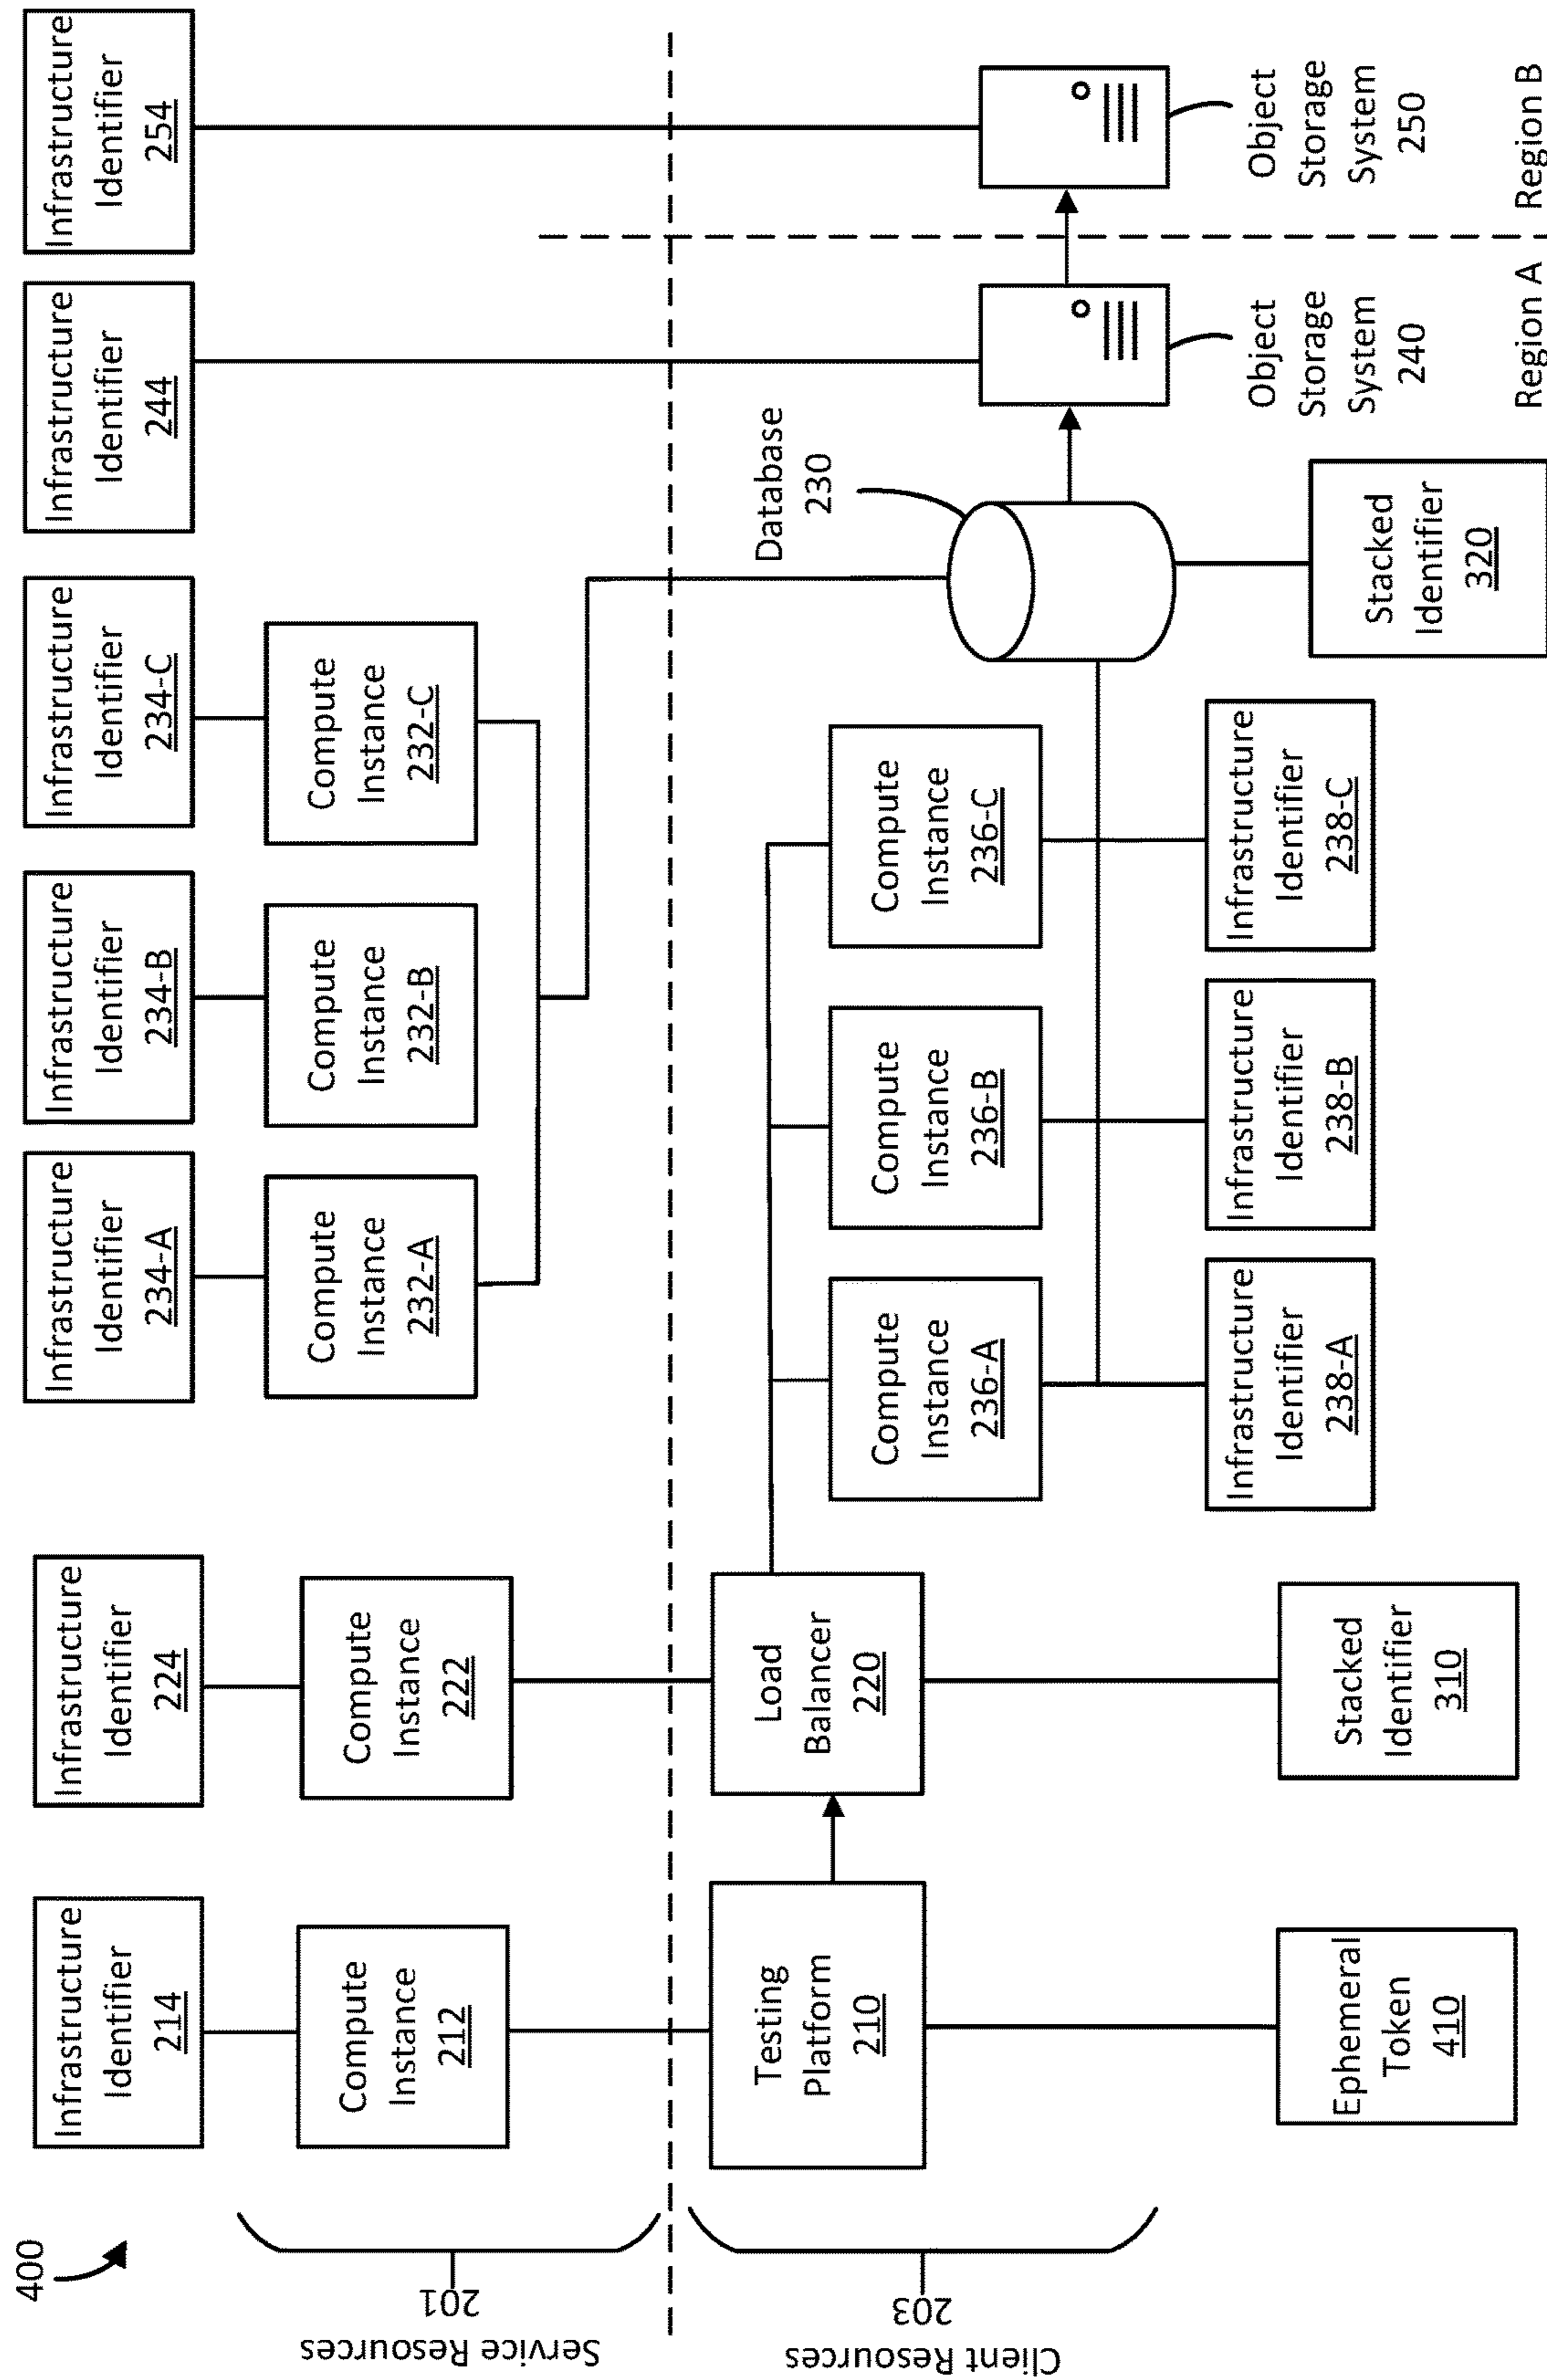 400
Infrastructure
Identifier
214
Infrastructure
Identifier
224
Infrastructure
Identifier
234-A
Infrastructure
Identifier
234-B
Infrastructure
Identifier
234-C
Infrastructure
Identifier
244
Infrastructure
Identifier
254
Service Resources
201
Compute
Instance
212
Compute
Instance
222
Compute
Instance
232-A
Compute
Instance
232-B
Compute
Instance
232-C
Client Resources
203
Testing
Platform
210
Load
Balancer
220
Compute
Instance
236-A
Compute
Instance
236-B
Compute
Instance
236-C
Database
230
Infrastructure
Identifier
238-A
Infrastructure
Identifier
238-B
Infrastructure
Identifier
238-C
Object
Storage
System
240
Object
Storage
System
250
Ephemeral
Token
410
Stacked
Identifier
310
Stacked
Identifier
320
Region A
Region B